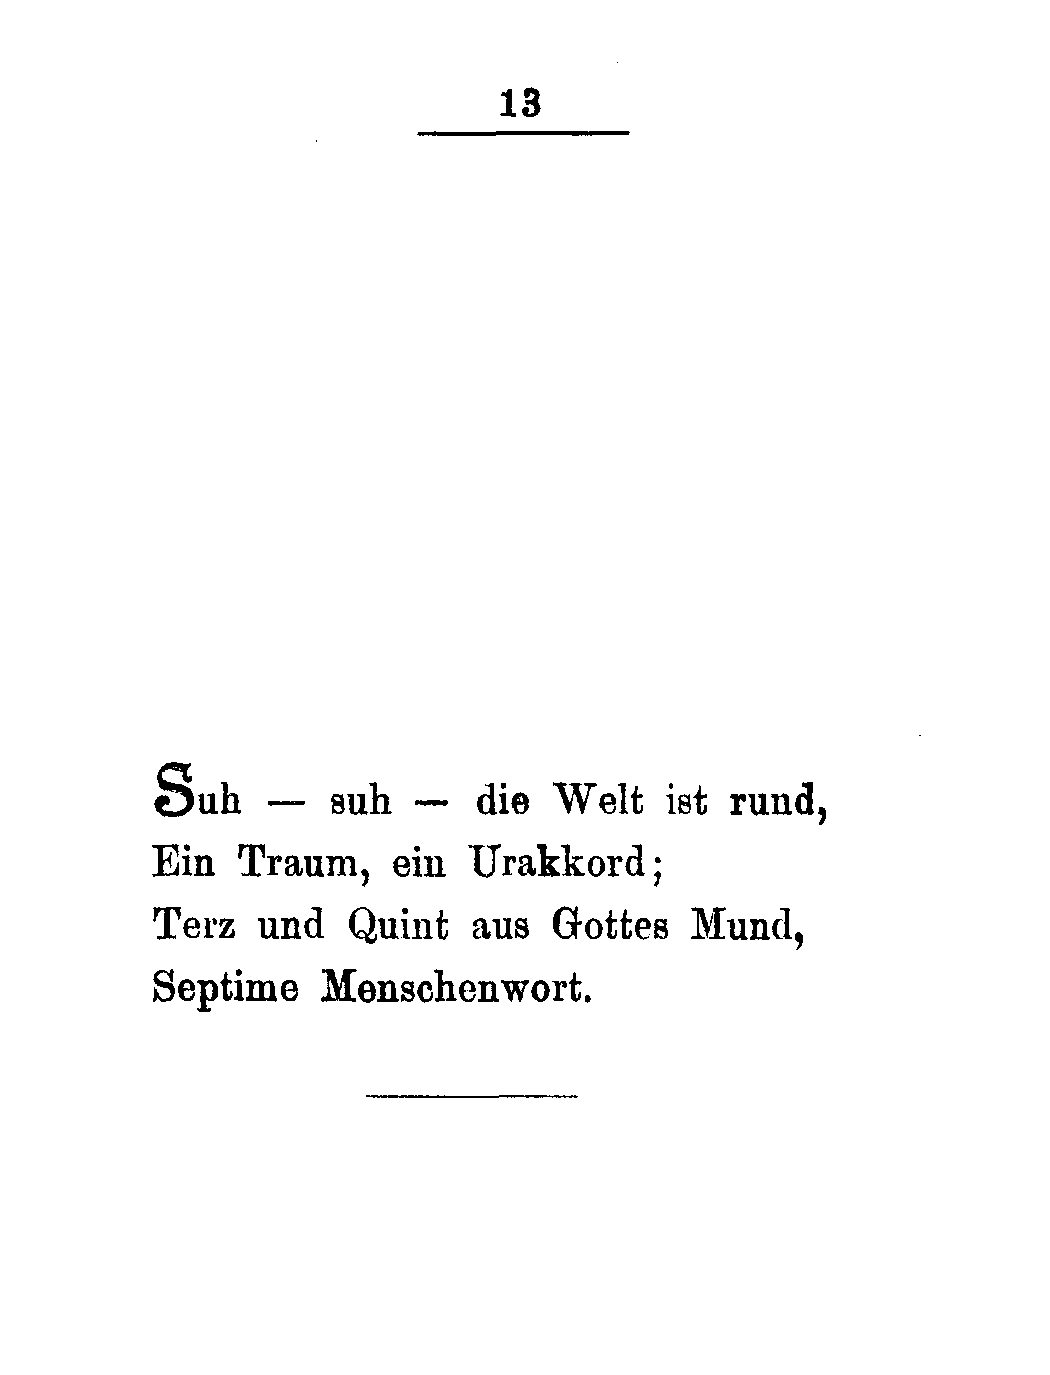 13
Suh — suh — die Welt ist rund,
Ein Traum, ein Urakkord;
Terz und Quint aus Gottes Mund,
Septime Menschenwort.